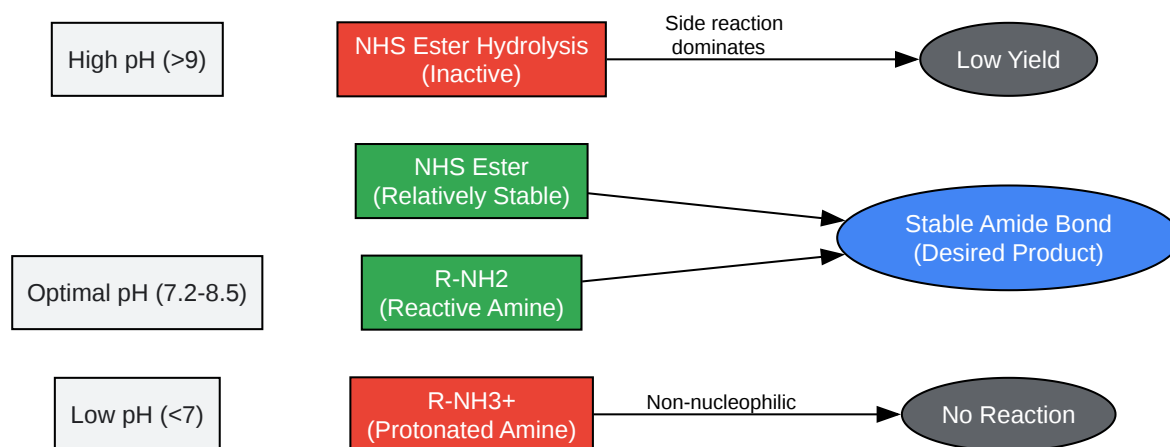 High pH (>9)
NHS Ester Hydrolysis
(Inactive)
Side reaction
dominates
Low Yield
NHS Ester
(Relatively Stable)
Stable Amide Bond
(Desired Product)
Optimal pH (7.2-8.5)
R-NH2
(Reactive Amine)
Low pH (<7)
R-NH3+
(Protonated Amine)
Non-nucleophilic
No Reaction